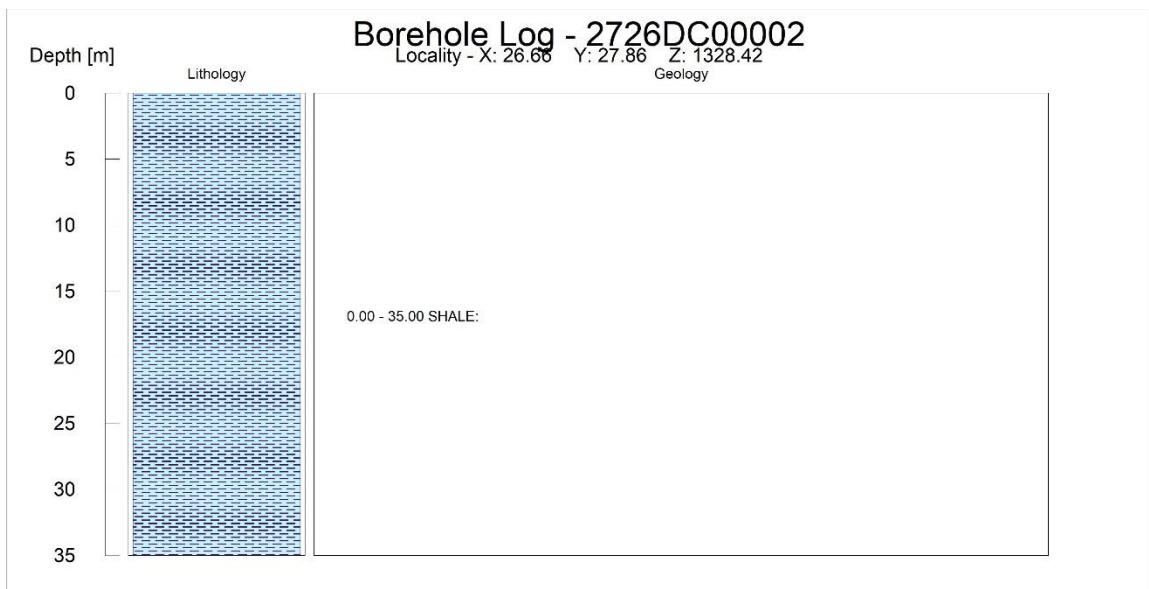 Borehole Log - 2726DC00002
Locality - X: 26.66 Y: 27.86 Z: 1328.42
Depth [m]
Lithology
Geology
0
5
10
15
0.00 - 35.00 SHALE:
20
25
30
35